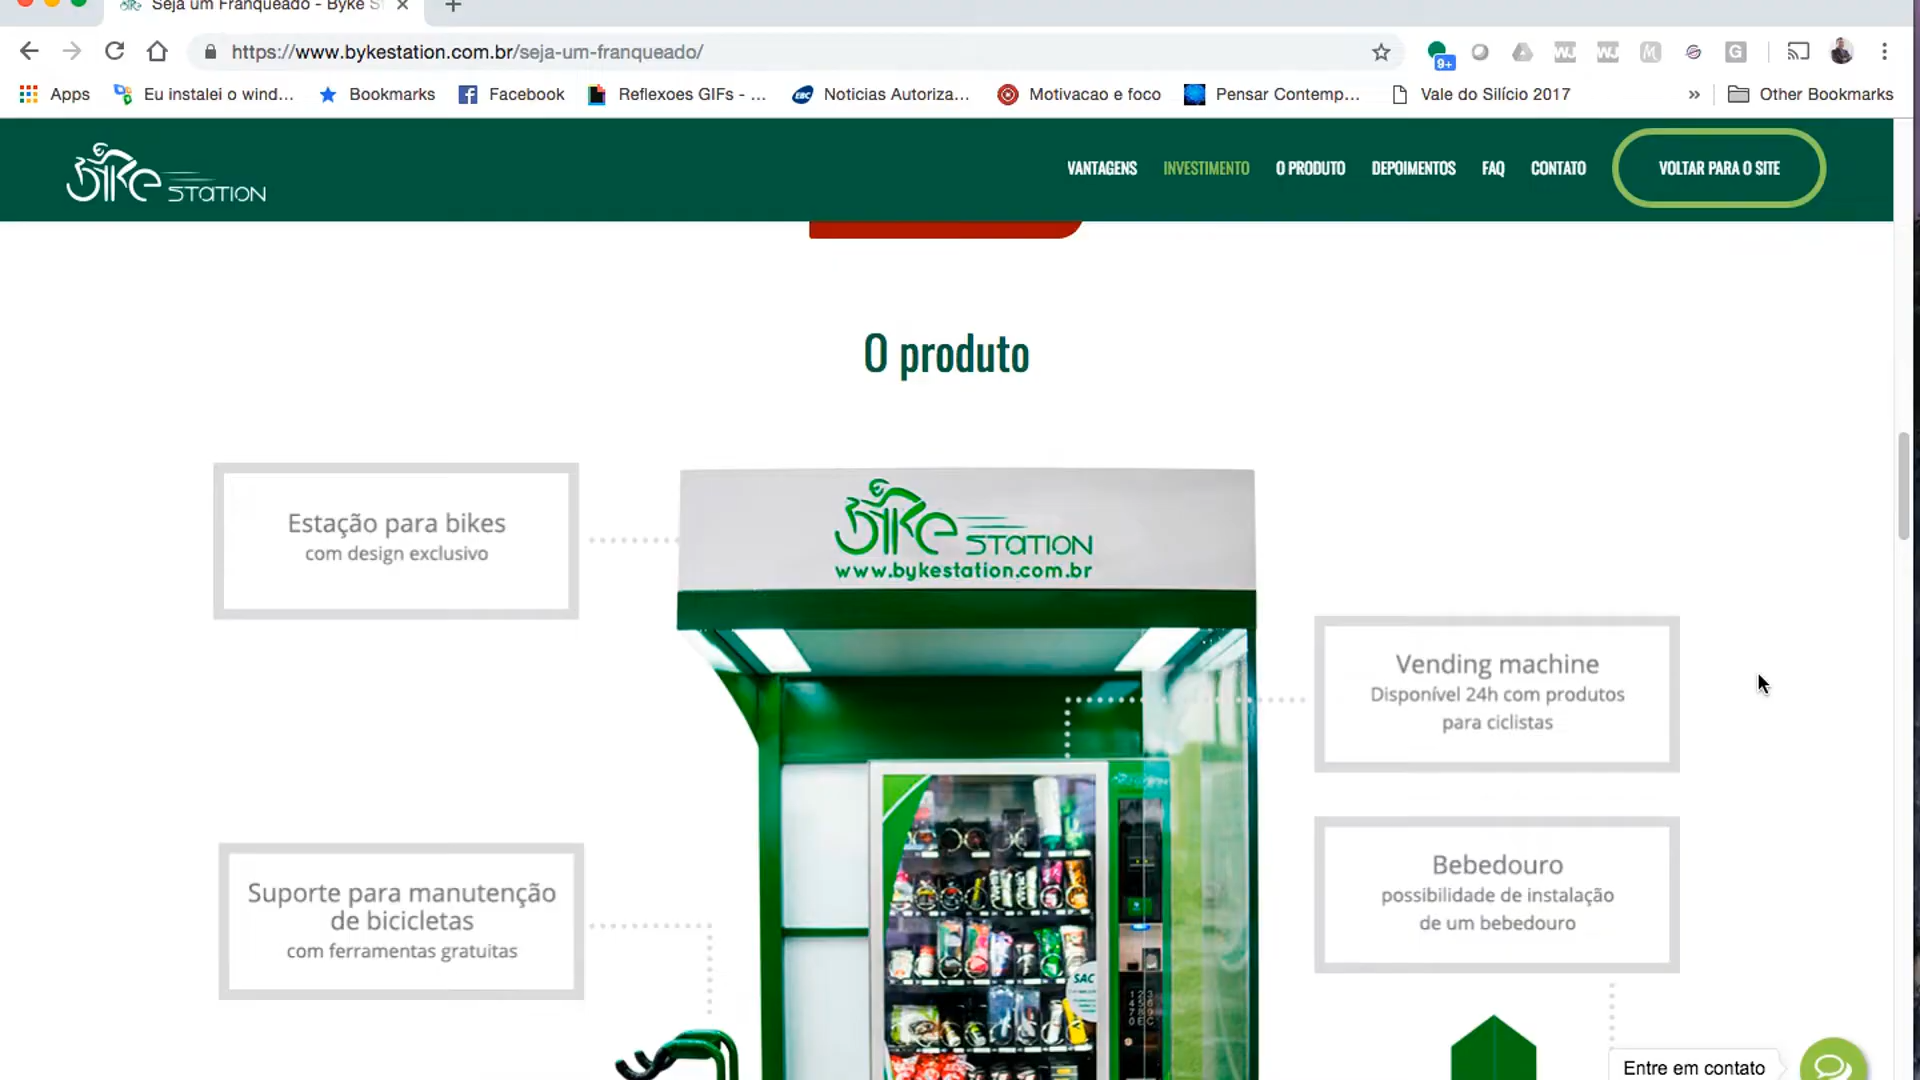 Seja um Franqueado - Byke S
https://www.bykestation.com.br/seja-um-franqueado/
9+
Apps
Eu instalei o wind...
Bookmarks
Facebook
Reflexoes GIFs - ...
Noticias Autoriza...
Motivacao e foco
Pensar Contemp...
Vale do Silício 2017
»
Other Bookmarks
BYKE STATION
VANTAGENS
INVESTIMENTO
O PRODUTO
DEPOIMENTOS
FAQ
CONTATO
VOLTAR PARA O SITE
O produto
BYKE STATION
www.bykestation.com.br
Estação para bikes
com design exclusivo
Vending machine
Disponível 24h com produtos
para ciclistas
Suporte para manutenção
de bicicletas
com ferramentas gratuitas
Bebedouro
possibilidade de instalação
de um bebedouro
SAC
Entre em contato